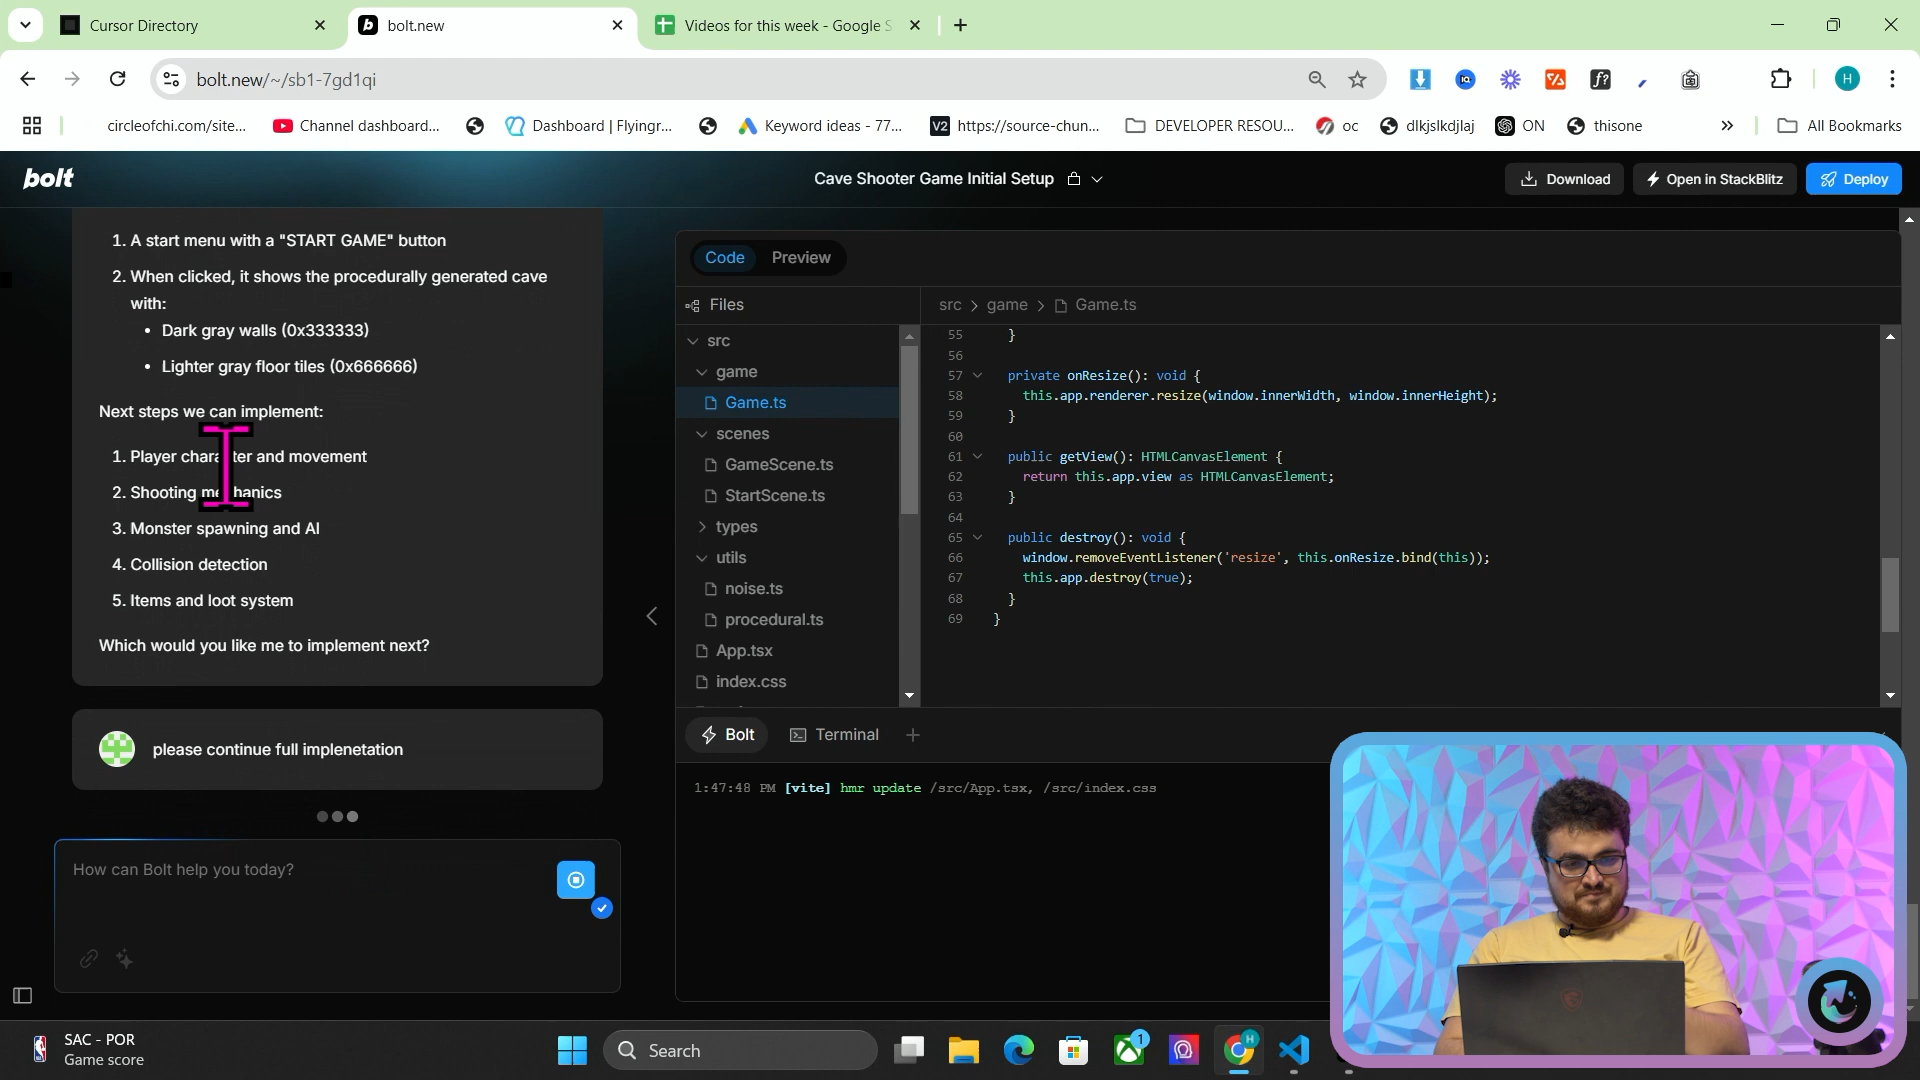 Cursor Directory
bolt.new
Videos for this week - Google S
bolt.new/~/sb1-7gd1qi
H
circleofchi.com/site...
Channel dashboard...
Dashboard | Flyingr...
Keyword ideas - 77...
V2
https://source-chun...
DEVELOPER RESOU...
oc
dlkjslkdjlaj
ON
thisone
All Bookmarks
bolt
Cave Shooter Game Initial Setup
Download
Open in StackBlitz
Deploy
1. A start menu with a "START GAME" button
2. When clicked, it shows the procedurally generated cave
with:
• Dark gray walls (0x333333)
• Lighter gray floor tiles (0x666666)
Next steps we can implement:
1. Player character and movement
2. Shooting mechanics
3. Monster spawning and AI
4. Collision detection
5. Items and loot system
Which would you like me to implement next?
please continue full implenetation
How can Bolt help you today?
Code
Preview
Files
src
game
Game.ts
scenes
GameScene.ts
StartScene.ts
types
utils
noise.ts
procedural.ts
App.tsx
index.css
src > game > Game.ts
55 }
56
57 private onResize(): void {
58 this.app.renderer.resize(window.innerWidth, window.innerHeight);
59 }
60
61 public getView(): HTMLCanvasElement {
62 return this.app.view as HTMLCanvasElement;
63 }
64
65 public destroy(): void {
66 window.removeEventListener('resize', this.onResize.bind(this));
67 this.app.destroy(true);
68 }
69 }
Bolt
Terminal
1:47:48 PM [vite] hmr update /src/App.tsx, /src/index.css
SAC - POR
Game score
Search
1
H